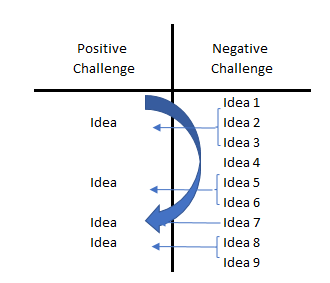 Positive
Challenge
Negative
Challenge
Idea
Idea
Idea
Idea
Idea 1
Idea 2
Idea 3
Idea 4
Idea 5
Idea 6
Idea 7
Idea 8
Idea 9